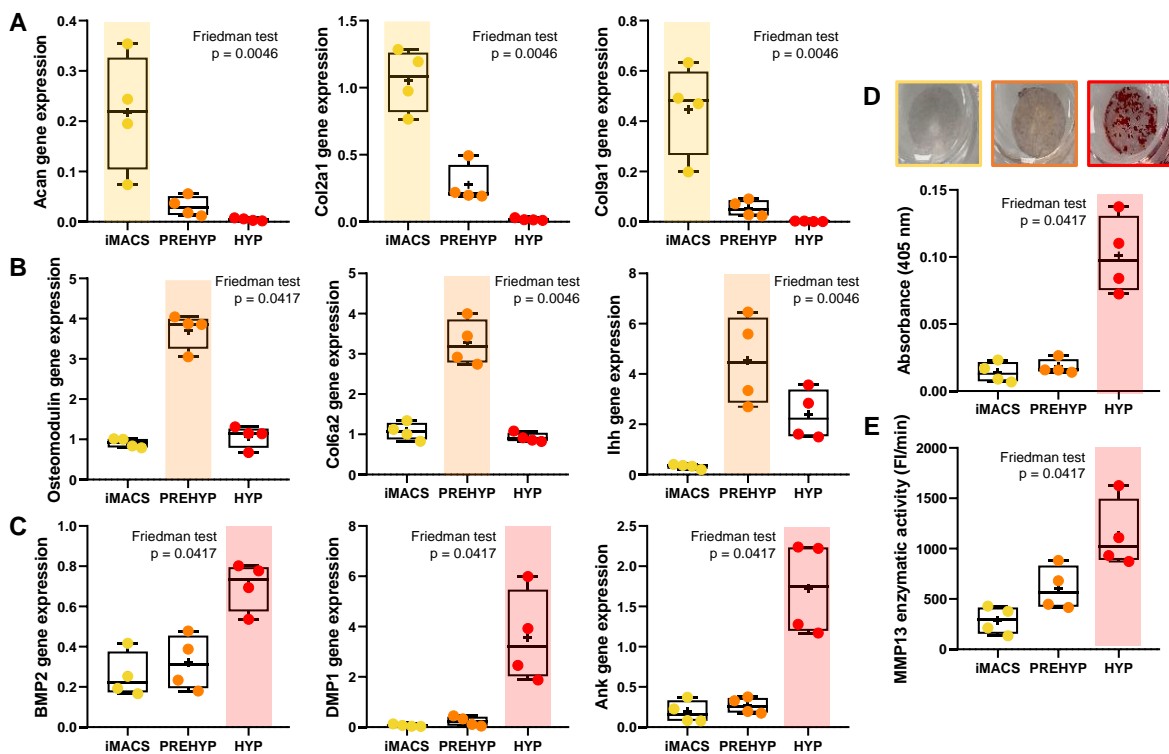 A
Acan gene expression
0.4
0.3
0.2
0.1
0.0
Friedman test
p = 0.0046
iMACS PREHYP HYP
Col2a1 gene expression
1.5
1.0
0.5
0.0
Friedman test
p = 0.0046
iMACS PREHYP HYP
Col9a1 gene expression
0.8
0.6
0.4
0.2
0.0
Friedman test
p = 0.0046
iMACS PREHYP HYP
B
Osteomodulin gene expression
5
4
3
2
1
0
Friedman test
p = 0.0417
iMACS PREHYP HYP
Col6a2 gene expression
5
4
3
2
1
0
Friedman test
p = 0.0046
iMACS PREHYP HYP
Ihh gene expression
8
6
4
2
0
Friedman test
p = 0.0046
iMACS PREHYP HYP
C
BMP2 gene expression
1.0
0.8
0.6
0.4
0.2
0.0
Friedman test
p = 0.0417
iMACS PREHYP HYP
DMP1 gene expression
8
6
4
2
0
Friedman test
p = 0.0417
iMACS PREHYP HYP
Ank gene expression
2.5
2.0
1.5
1.0
0.5
0.0
Friedman test
p = 0.0417
iMACS PREHYP HYP
D
Absorbance (405 nm)
0.15
0.10
0.05
0.00
Friedman test
p = 0.0417
iMACS PREHYP HYP
E
MMP13 enzymatic activity (FI/min)
2000
1500
1000
500
0
Friedman test
p = 0.0417
iMACS PREHYP HYP